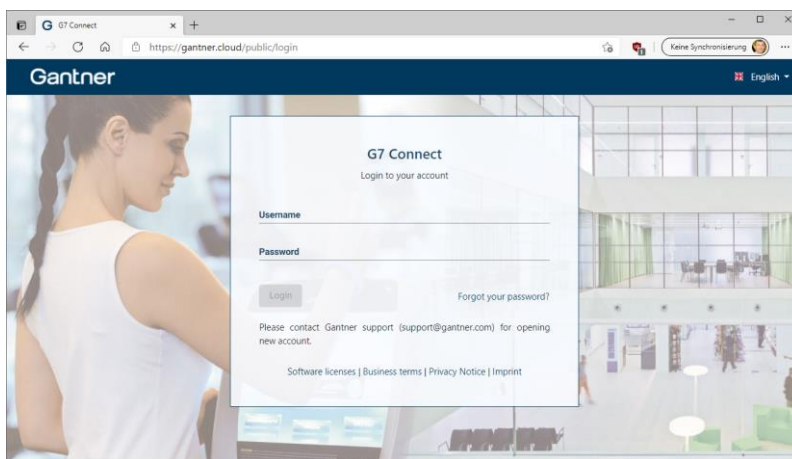 G7 Connect
https://gantner.cloud/public/login
Keine Synchronisierung
Gantner
English
G7 Connect
Login to your account
Username
Password
Login
Forgot your password?
Please contact Gantner support (support@gantner.com) for opening
new account.
Software licenses | Business terms | Privacy Notice | Imprint